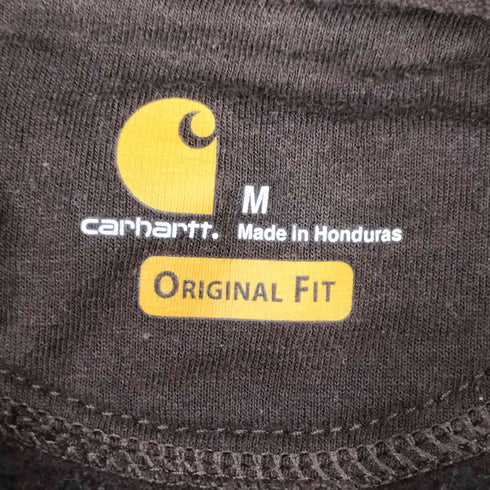 M
carhartt. Made in Honduras
ORIGINAL FIT